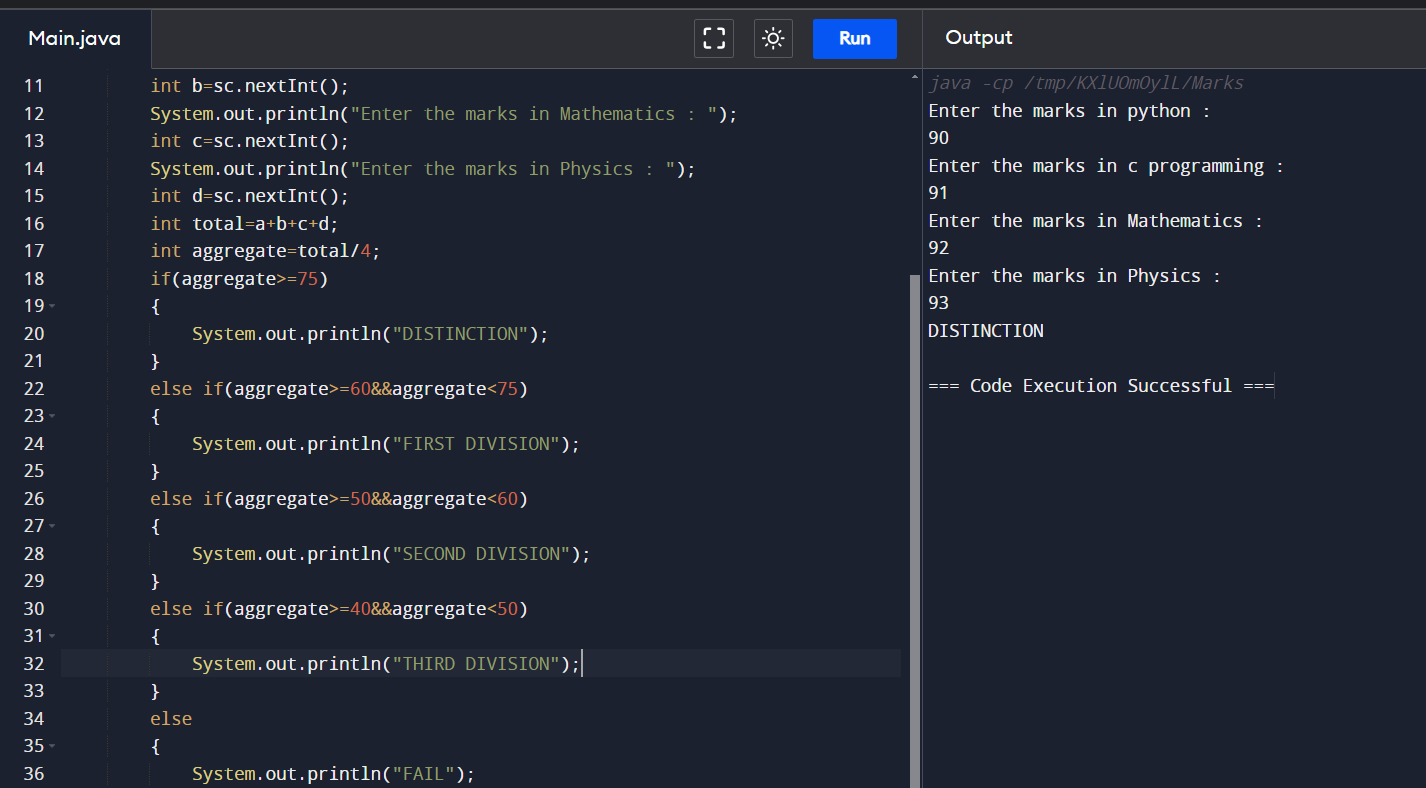 Main.java
Run
Output
11 int b=sc.nextInt();
12 System.out.println("Enter the marks in Mathematics : ");
13 int c=sc.nextInt();
14 System.out.println("Enter the marks in Physics : ");
15 int d=sc.nextInt();
16 int total=a+b+c+d;
17 int aggregate=total/4;
18 if(aggregate>=75)
19 {
20 System.out.println("DISTINCTION");
21 }
22 else if(aggregate>=60&&aggregate<75)
23 {
24 System.out.println("FIRST DIVISION");
25 }
26 else if(aggregate>=50&&aggregate<60)
27 {
28 System.out.println("SECOND DIVISION");
29 }
30 else if(aggregate>=40&&aggregate<50)
31 {
32 System.out.println("THIRD DIVISION");
33 }
34 else
35 {
36 System.out.println("FAIL");
java -cp /tmp/KXlUOmOylL/Marks
Enter the marks in python :
90
Enter the marks in c programming :
91
Enter the marks in Mathematics :
92
Enter the marks in Physics :
93
DISTINCTION
=== Code Execution Successful ===